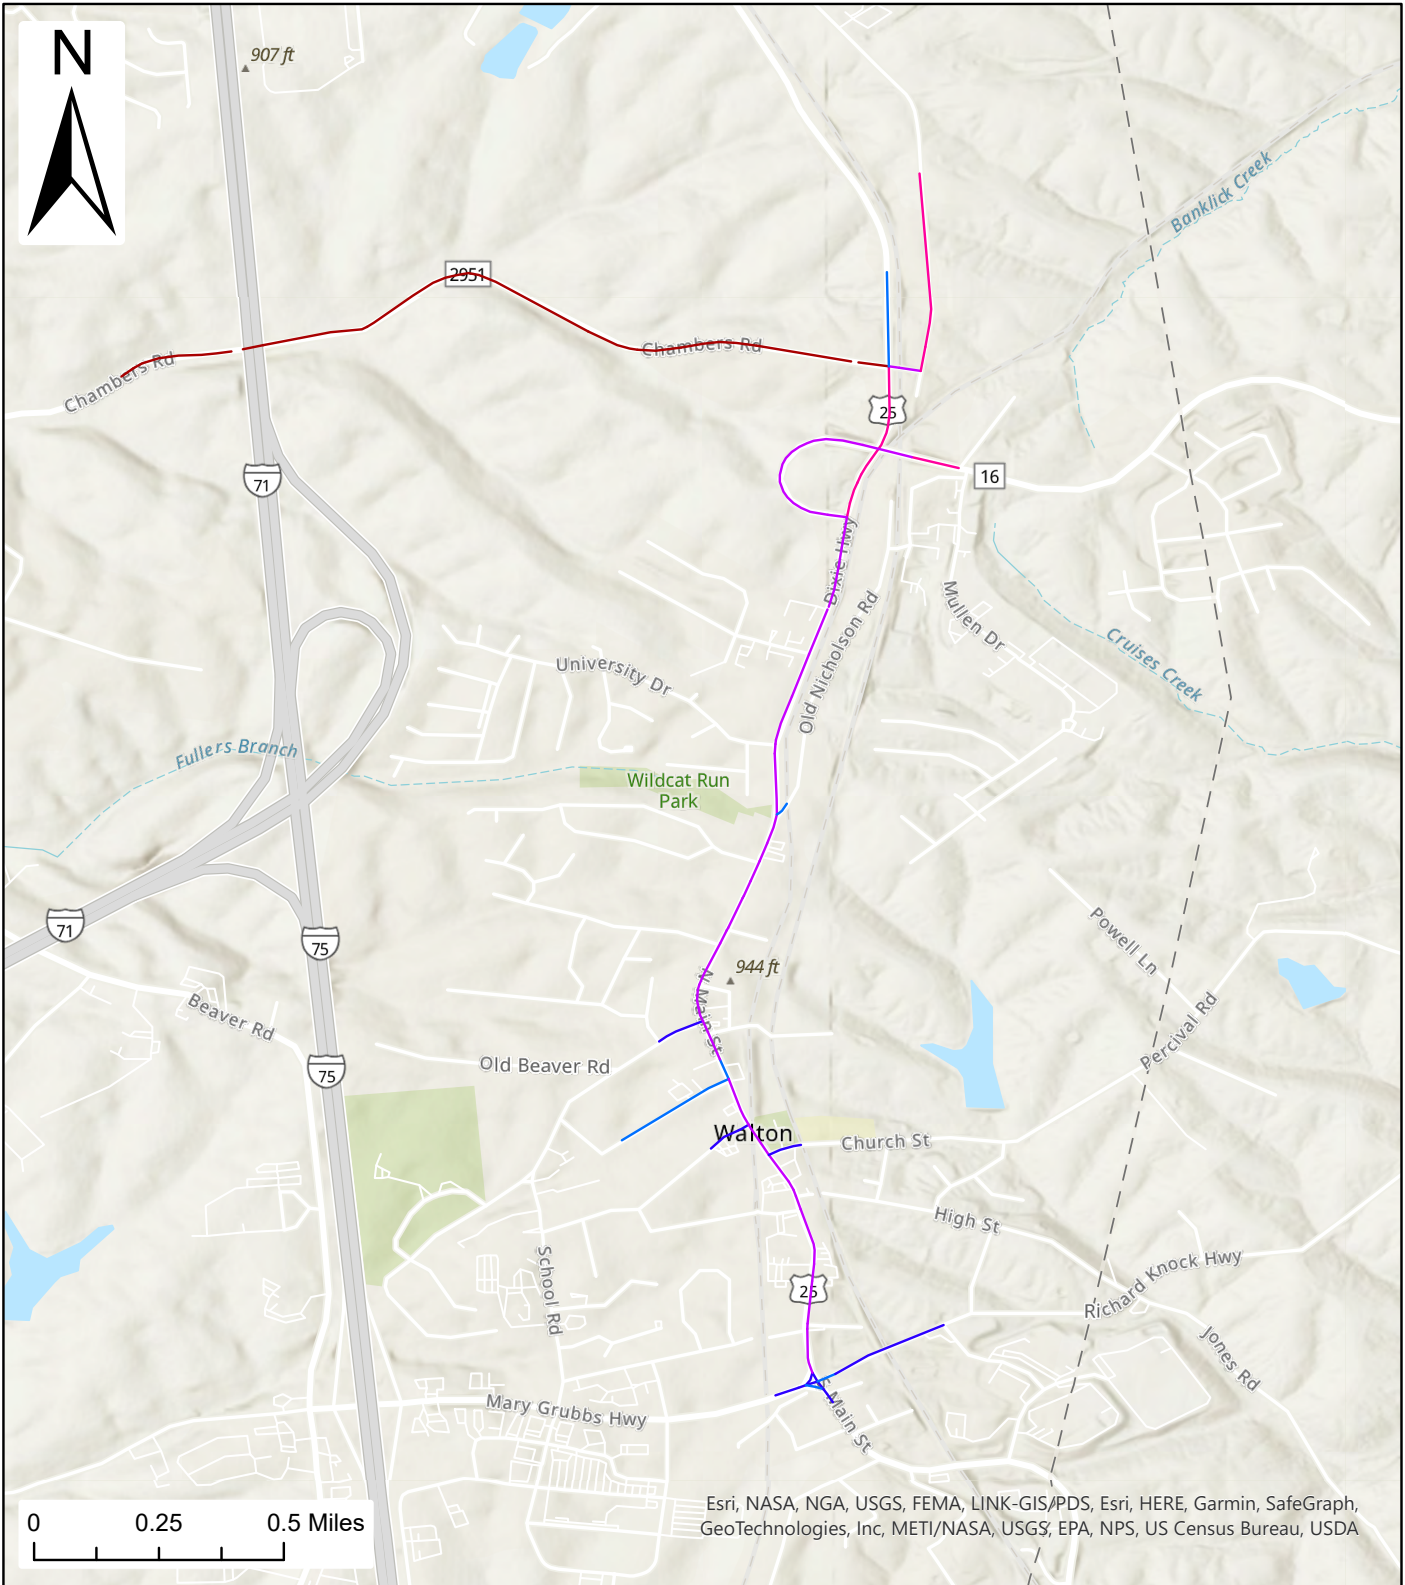 N
907 ft
Banklick Creek
2951
Chambers Rd
Chambers Rd
25
71
16
Dixie Hwy
Old Nicholson Rd
Mullen Dr
Cruises Creek
University Dr
Fullers Branch
Wildcat Run
Park
71
75
Powell Ln
N Main St
944 ft
Beaver Rd
Percival Rd
75
Old Beaver Rd
Walton
Church St
High St
School Rd
Richard Knock Hwy
25
Jones Rd
Mary Grubbs Hwy
S Main St
0 0.25 0.5 Miles
Esri, NASA, NGA, USGS, FEMA, LINK-GIS/PDS, Esri, HERE, Garmin, SafeGraph,
GeoTechnologies, Inc, METI/NASA, USGS, EPA, NPS, US Census Bureau, USDA